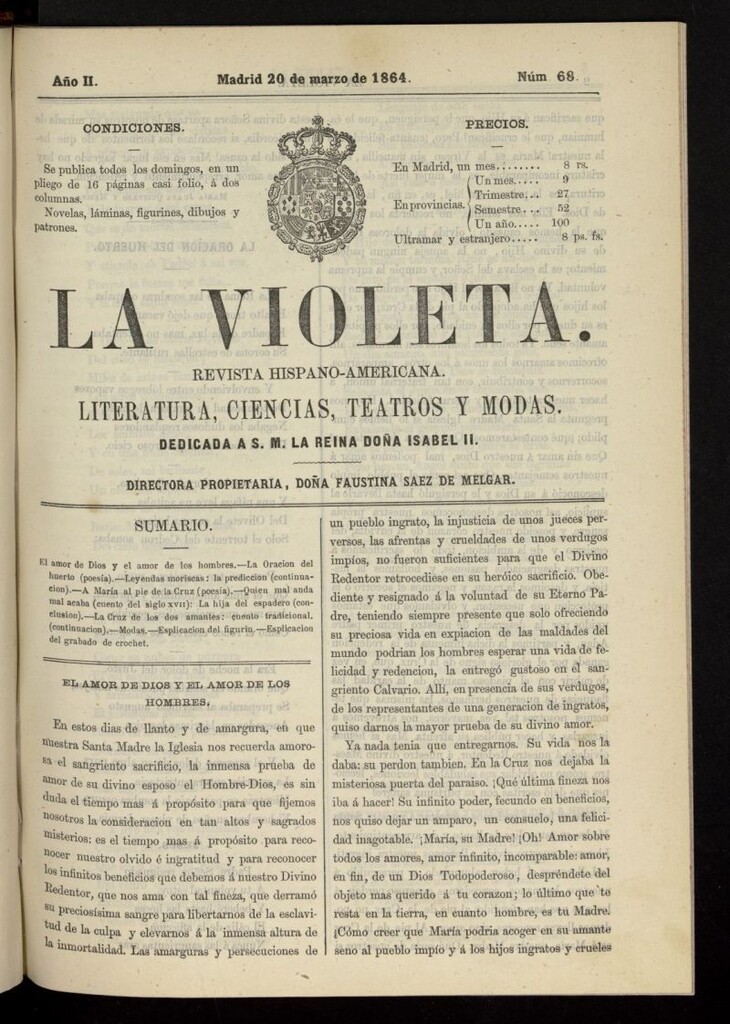 Año II.
Madrid 20 de marzo de 1864.
Núm 68.
CONDICIONES.
Se publica todos los domingos, en un
pliego de 16 páginas casi folio, á dos
columnas.
Novelas, láminas, figurines, dibujos y
patrones.
PRECIOS.
En Madrid, un mes........ 8 rs.
En provincias.
Un mes..... 9
Trimestre... 27
Semestre... 52
Un año..... 100
Ultramar y estranjero..... 8 ps. fs.
LA VIOLETA.
REVISTA HISPANO-AMERICANA.
LITERATURA, CIENCIAS, TEATROS Y MODAS.
DEDICADA A S. M. LA REINA DOÑA ISABEL II.
DIRECTORA PROPIETARIA, DOÑA FAUSTINA SAEZ DE MELGAR.
SUMARIO.
El amor de Dios y el amor de los hombres.—La Oracion del
huerto (poesía).—Leyendas moriscas: la prediccion (continua-
cion).—A María al pie de la Cruz (poesía).—Quien mal anda
mal acaba (cuento del siglo XVII): La hija del espadero (con-
clusion).—La Cruz de los dos amantes: cuento tradicional.
(continuacion).—Modas.—Esplicacion del figurin.—Esplicacion
del grabado de crochet.
EL AMOR DE DIOS Y EL AMOR DE LOS
HOMBRES.
En estos dias de llanto y de amargura, en que
nuestra Santa Madre la Iglesia nos recuerda amoro-
sa el sangriento sacrificio, la inmensa prueba de
amor de su divino esposo el Hombre-Dios, es sin
duda el tiempo mas á propósito para que fijemos
nosotros la consideracion en tan altos y sagrados
misterios: es el tiempo mas á propósito para reco-
nocer nuestro olvido é ingratitud y para reconocer
los infinitos beneficios que debemos á nuestro Divino
Redentor, que nos ama con tal fineza, que derramó
su preciosísima sangre para libertarnos de la esclavi-
tud de la culpa y elevarnos á la inmensa altura de
la inmortalidad. Las amarguras y persecuciones de
un pueblo ingrato, la injusticia de unos jueces per-
versos, las afrentas y crueldades de unos verdugos
impíos, no fueron suficientes para que el Divino
Redentor retrocediese en su heróico sacrificio. Obe-
diente y resignado á la voluntad de su Eterno Pa-
dre, teniendo siempre presente que solo ofreciendo
su preciosa vida en expiacion de las maldades del
mundo podrian los hombres esperar una vida de fe-
licidad y redencion, la entregó gustoso en el san-
griento Calvario. Allí, en presencia de sus verdugos,
de los representantes de una generacion de ingratos,
quiso darnos la mayor prueba de su divino amor.
Ya nada tenia que entregarnos. Su vida nos la
daba: su perdon tambien. En la Cruz nos dejaba la
misteriosa puerta del paraiso. ¡Qué última fineza nos
iba á hacer! Su infinito poder, fecundo en beneficios,
nos quiso dejar un amparo, un consuelo, una felici-
dad inagotable. ¡María, su Madre! ¡Oh! Amor sobre
todos los amores, amor infinito, incomparable: amor,
en fin, de un Dios Todopoderoso, despréndete del
objeto mas querido á tu corazon; lo último que te
resta en la tierra, en cuanto hombre, es tu Madre.
¡Cómo creer que María podria acoger en su amante
seno al pueblo impío y á los hijos ingratos y crueles